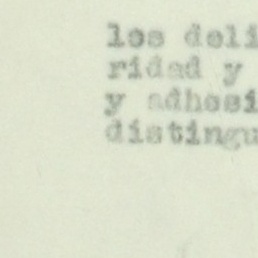 los deli
ridad y
y adhesi
distingu